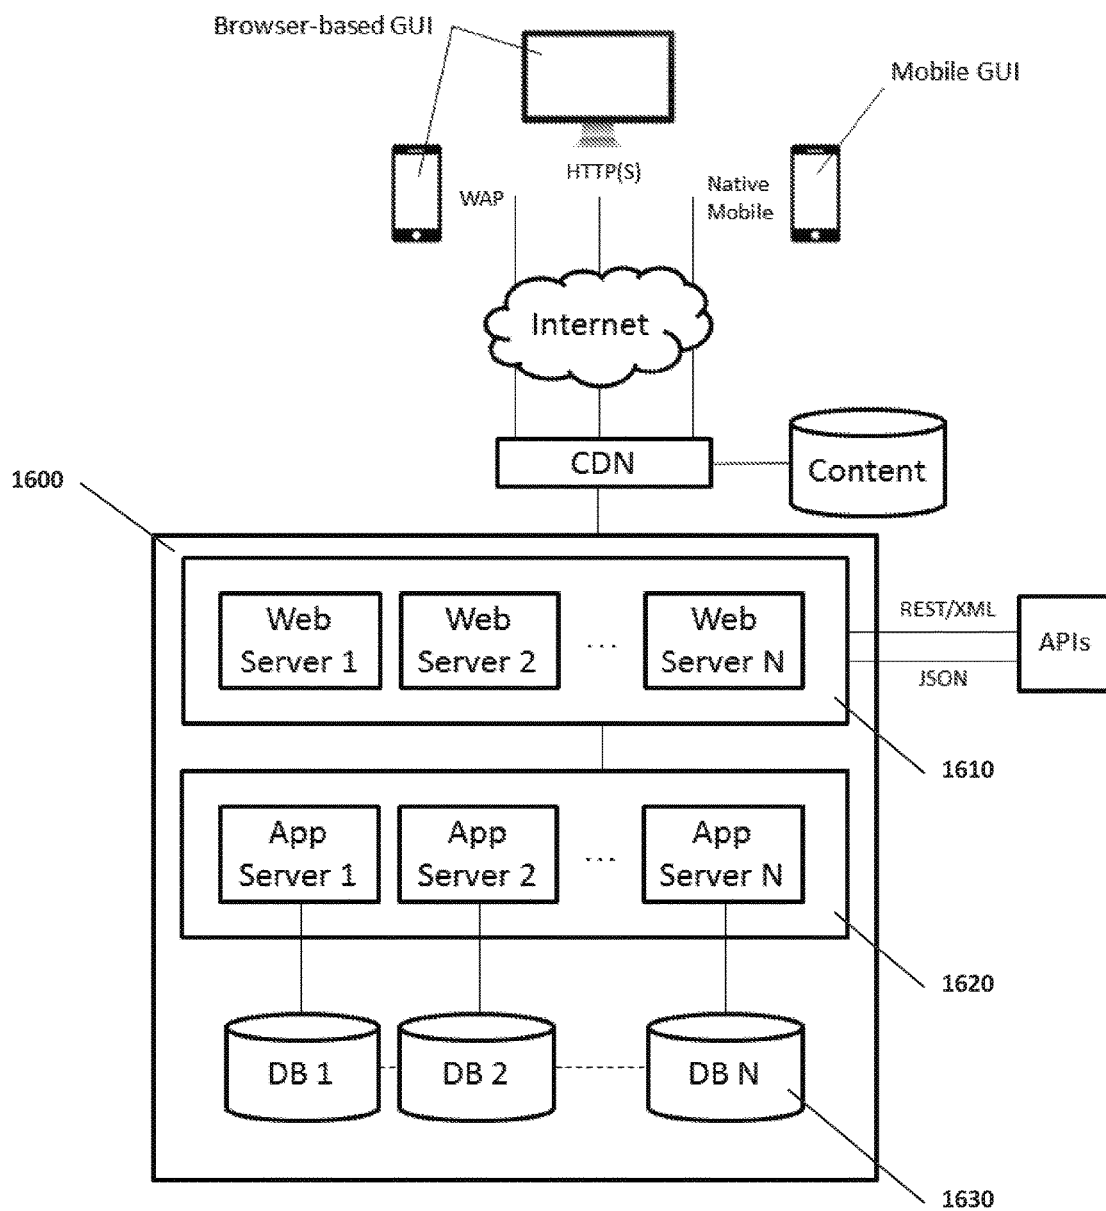 Browser-based GUI
Mobile GUI
HTTP(S)
WAP
Native
Mobile
Internet
CDN
Content
1600
Web
Server 1
Web
Server 2
...
Web
Server N
REST/XML
JSON
APIs
1610
App
Server 1
App
Server 2
...
App
Server N
1620
DB 1
DB 2
DB N
1630